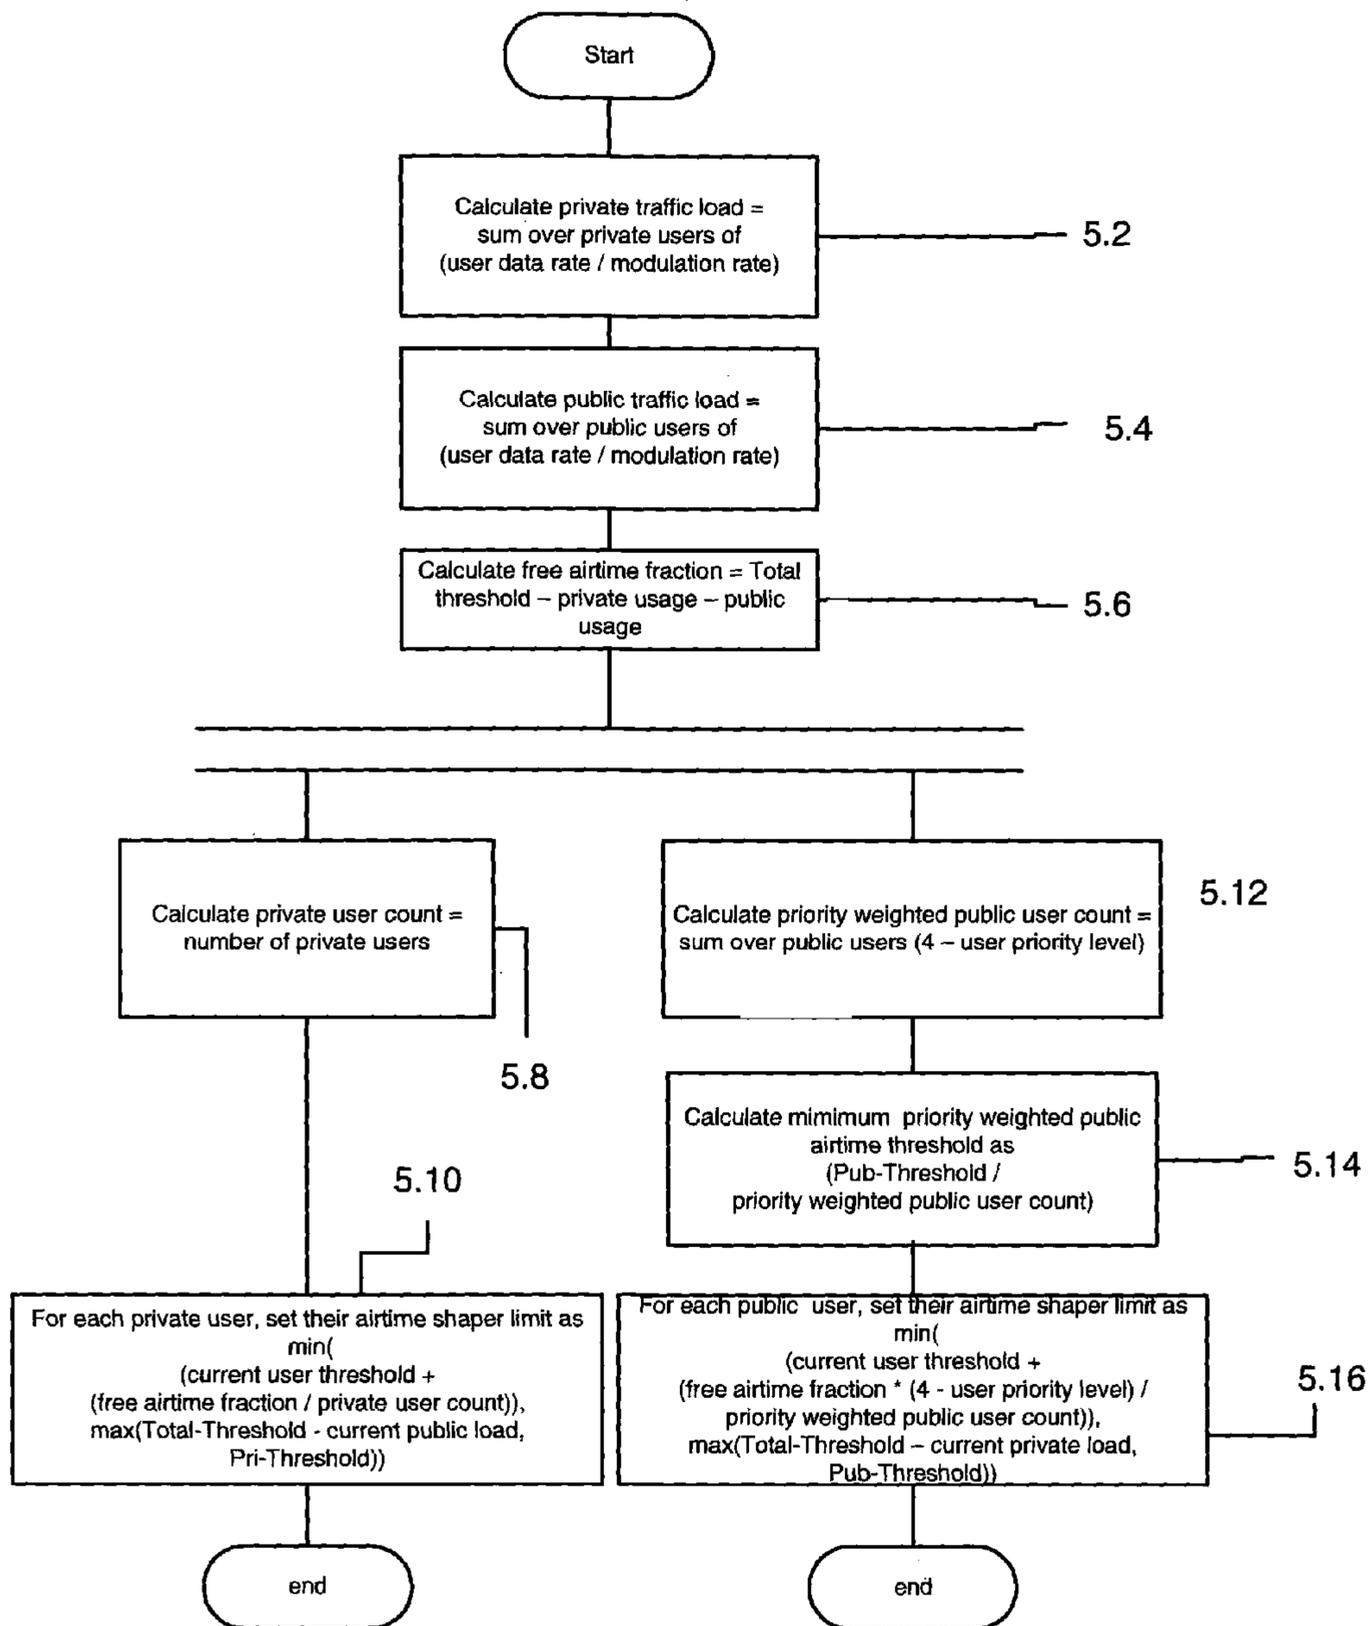 Start
Calculate private traffic load =
sum over private users of
(user data rate / modulation rate)
5.2
Calculate public traffic load =
sum over public users of
(user data rate / modulation rate)
5.4
Calculate free airtime fraction = Total
threshold – private usage – public
usage
5.6
Calculate private user count =
number of private users
5.8
Calculate priority weighted public user count =
sum over public users (4 – user priority level)
5.12
Calculate mimimum priority weighted public
airtime threshold as
(Pub-Threshold /
priority weighted public user count)
5.14
5.10
For each private user, set their airtime shaper limit as
min(
(current user threshold +
(free airtime fraction / private user count)),
max(Total-Threshold - current public load,
Pri-Threshold))
For each public user, set their airtime shaper limit as
min(
(current user threshold +
(free airtime fraction * (4 - user priority level) /
priority weighted public user count)),
max(Total-Threshold – current private load,
Pub-Threshold))
5.16
end
end